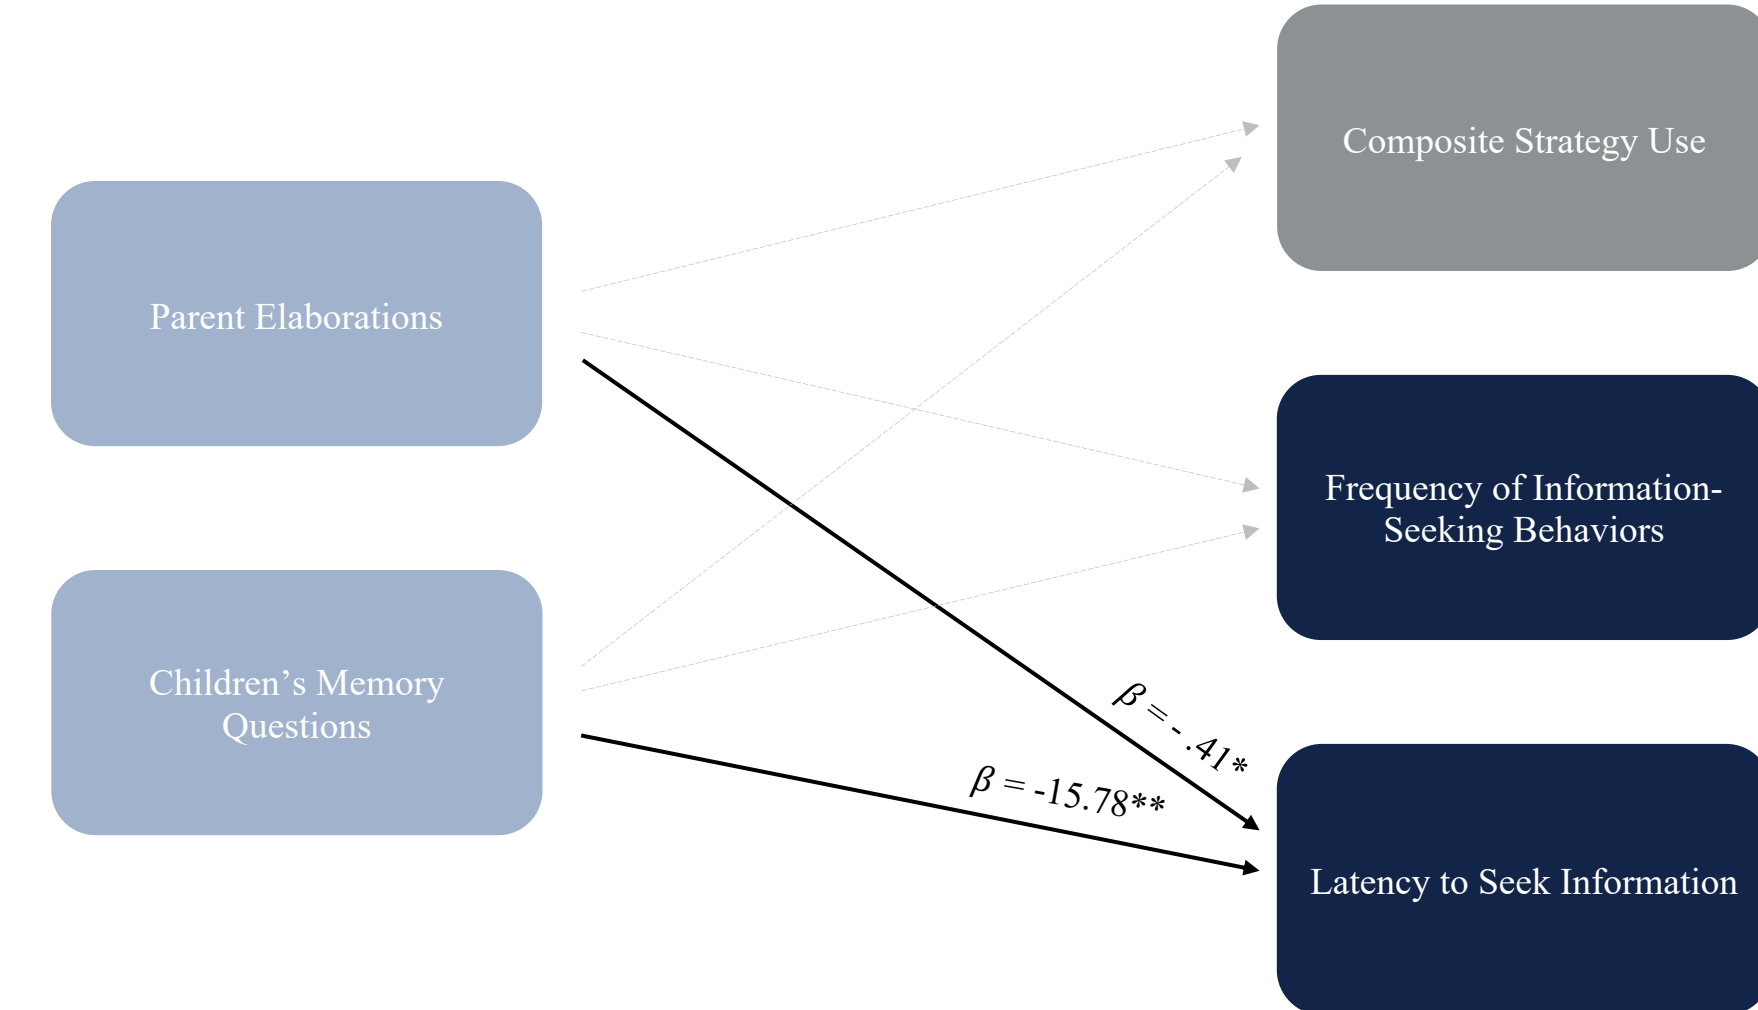 Composite Strategy Use
Parent Elaborations
Frequency of Information-
Seeking Behaviors
Children’s Memory
Questions
β = -.41*
β = -15.78**
Latency to Seek Information